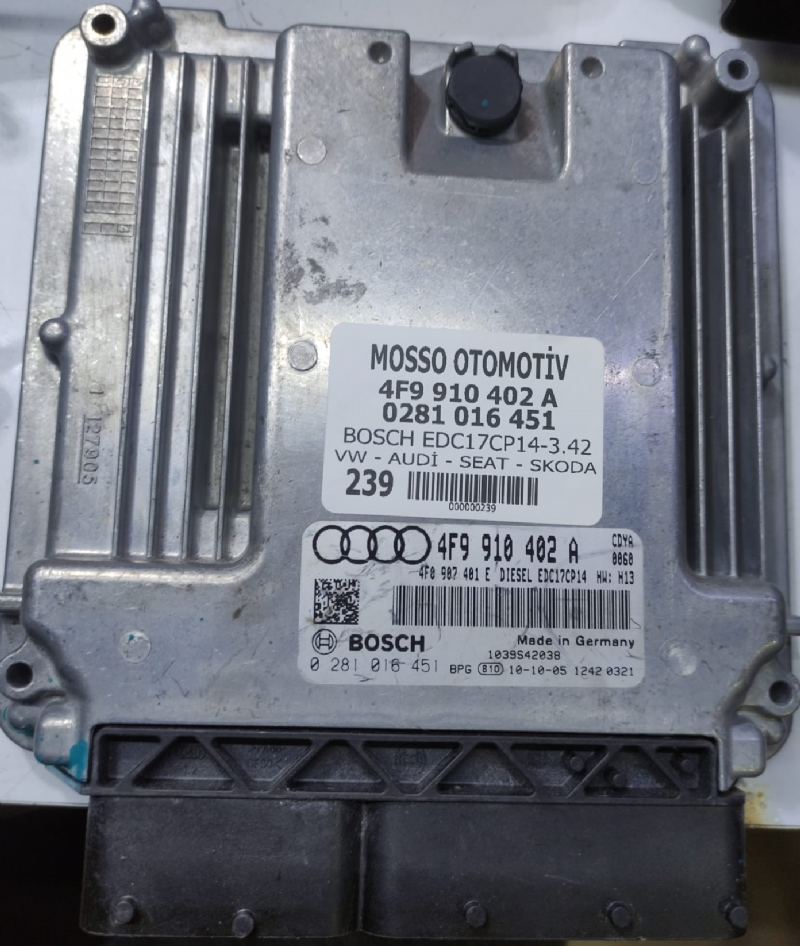 MOSSO OTOMOTİV
4F9 910 402 A
0281 016 451
BOSCH EDC17CP14-3.42
VW - AUDİ - SEAT - SKODA
239
000000239
4F9 910 402 A CDYA
0060
4F0 907 401 E DIESEL EDC17CP14 HW: H13
BOSCH Made in Germany
1039S42038
0 281 016 451 BPG 810 10-10-05 1242 0321
127905